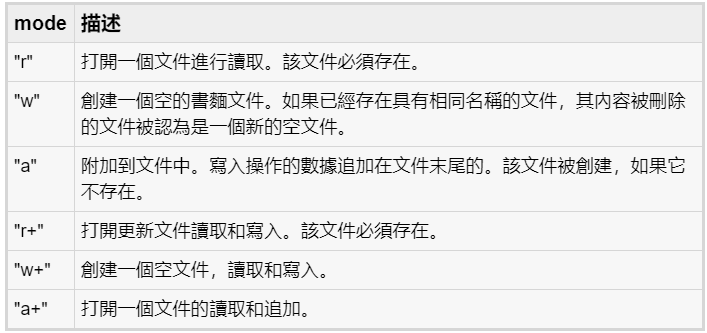 mode 描述
"r" 打開一個文件進行讀取。該文件必須存在。
"w" 創建一個空的書麵文件。如果已經存在具有相同名稱的文件，其內容被刪除
的文件被認為是一個新的空文件。
"a" 附加到文件中。寫入操作的數據追加在文件末尾的。該文件被創建，如果它
不存在。
"r+" 打開更新文件讀取和寫入。該文件必須存在。
"w+" 創建一個空文件，讀取和寫入。
"a+" 打開一個文件的讀取和追加。